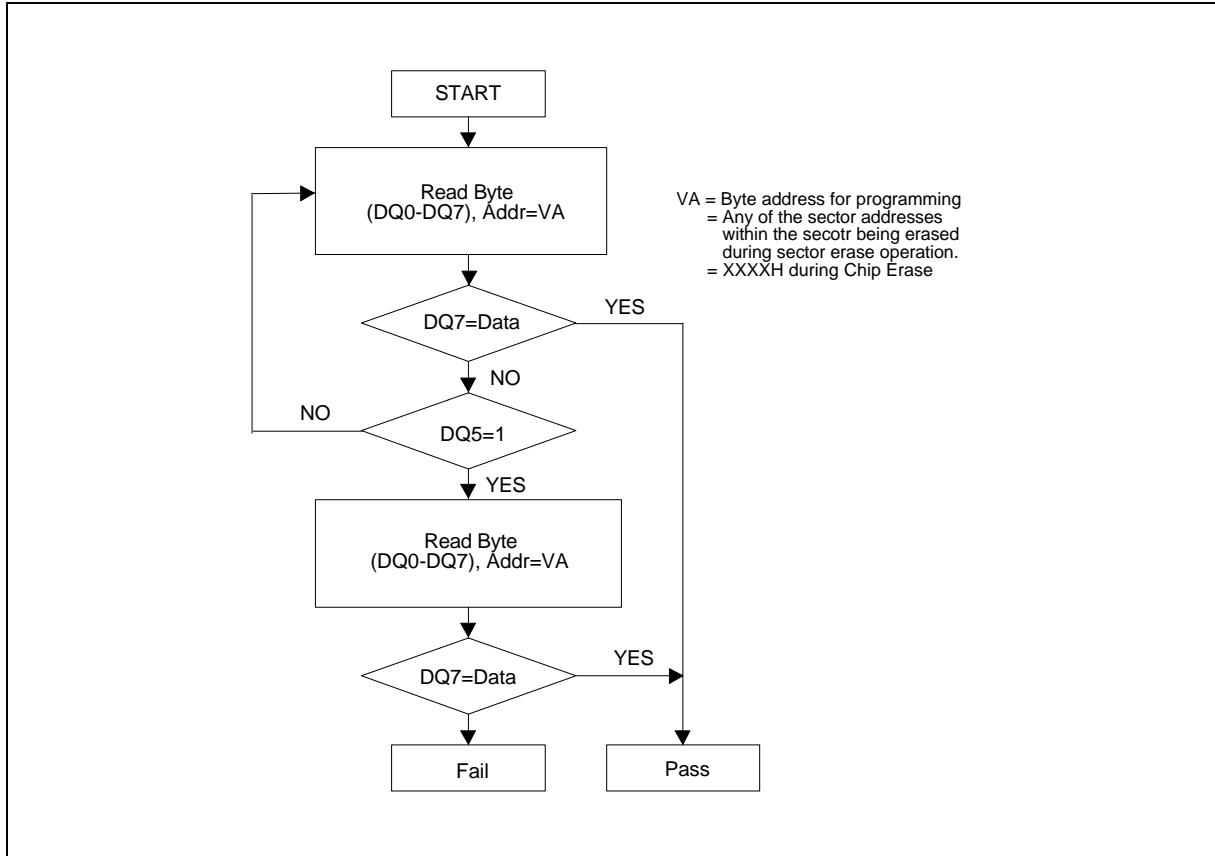 START
Read Byte
(DQ0-DQ7), Addr=VA
VA = Byte address for programming
= Any of the sector addresses
within the secotr being erased
during sector erase operation.
= XXXXH during Chip Erase
DQ7=Data
YES
NO
NO
DQ5=1
YES
Read Byte
(DQ0-DQ7), Addr=VA
DQ7=Data
YES
Fail
Pass